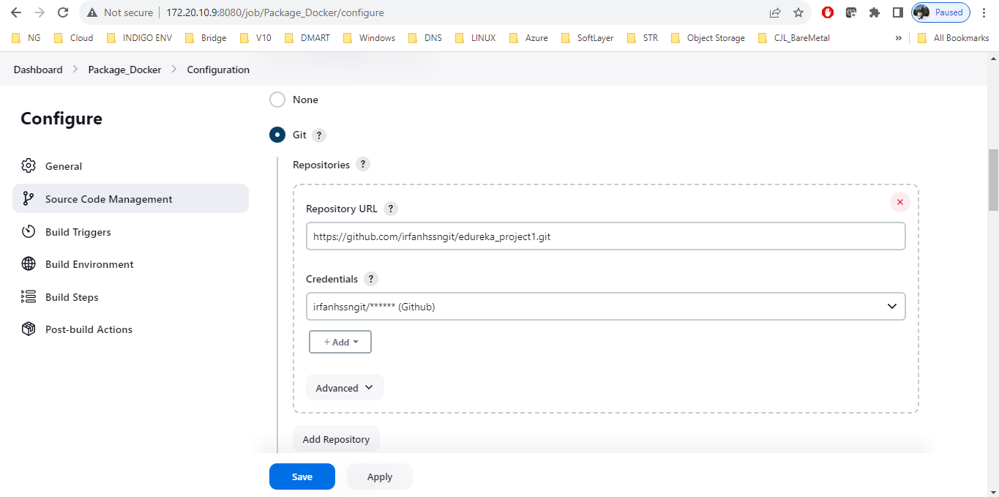 Not secure | 172.20.10.9:8080/job/Package_Docker/configure Paused
NG Cloud INDIGO ENV Bridge V10 DMART Windows DNS LINUX Azure SoftLayer STR Object Storage CJL_BareMetal » All Bookmarks
Dashboard > Package_Docker > Configuration
Configure
General
Source Code Management
Build Triggers
Build Environment
Build Steps
Post-build Actions
None
Git ?
Repositories ?
Repository URL ?
https://github.com/irfanhssngit/edureka_project1.git
Credentials ?
irfanhssngit/****** (Github)
+ Add
Advanced
Add Repository
Save Apply